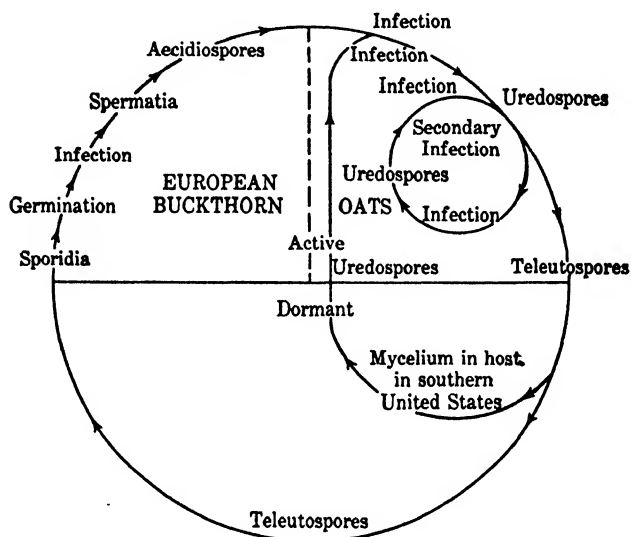 Infection
Aecidiospores
Infection
Spermatia
Infection
Uredospores
Secondary
Infection
Infection
Uredospores
EUROPEAN
BUCKTHORN
OATS
Germination
Infection
Active
Sporidia
Uredospores
Teleutospores
Dormant
Mycelium in host
in southern
United States
Teleutospores